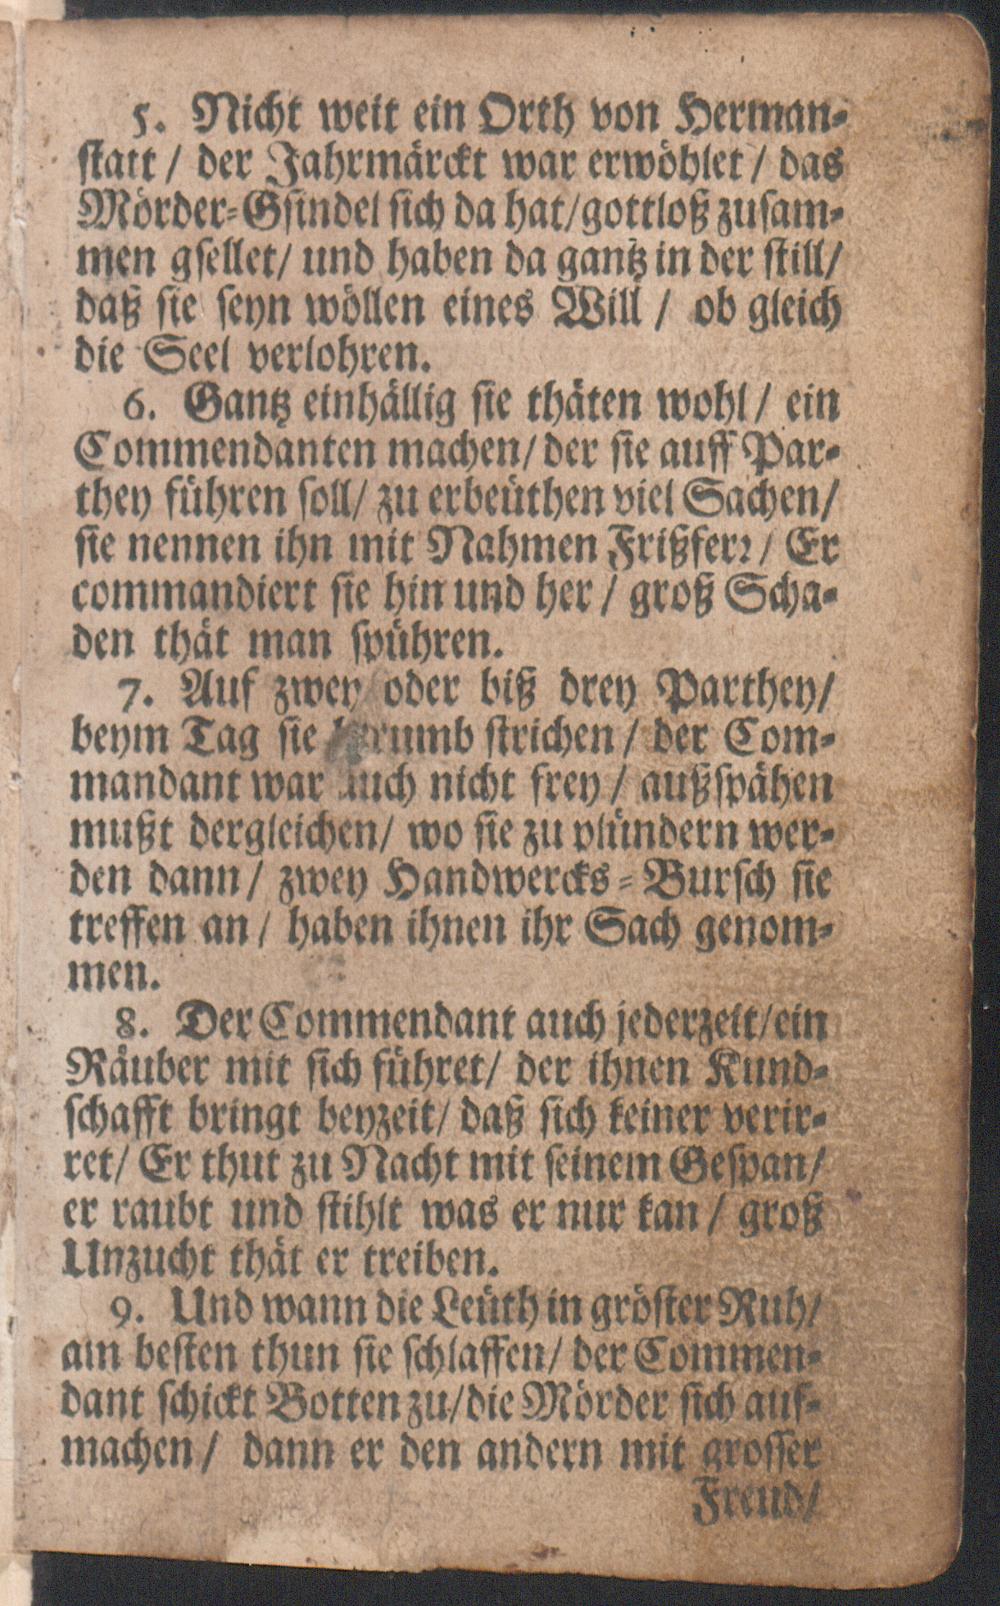 5. Nicht weit ein Orth von Herman-
statt / der Jahrmärckt war erwöhlet / das
Mörder-Gsindel sich da hat/gottloß zusam-
men gsellet/ und haben da gantz in der still/
daß sie seyn wöllen eines Will / ob gleich
die Seel verlohren.
6. Gantz einhällig sie thäten wohl / ein
Commendanten machen/ der sie auff Par-
they führen soll/ zu erbeüthen viel Sachen/
sie nennen ihn mit Nahmen Frißferꝛ / Er
commandiert sie hin und her / groß Scha-
den thät man spühren.
7. Auf zwey oder biß drey Parthey/
beym Tag sie herumb strichen / der Com-
mandant war auch nicht frey / außspähen
mußt dergleichen/ wo sie zu plündern wer-
den dann/ zwey Handwercks-Bursch sie
treffen an / haben ihnen ihr Sach genom-
men.
8. Der Commendant auch jederzeit/ein
Räuber mit sich führet/ der ihnen Kund-
schafft bringt beyzeit/ daß sich keiner verir-
ret/ Er thut zu Nacht mit seinem Gespan/
er raubt und stihlt was er nur kan / groß
Unzucht thät er treiben.
9. Und wann die Leüth in gröster Ruh/
am besten thun sie schlaffen/ der Commen-
dant schickt Botten zu/die Mörder sich auf-
machen / dann er den andern mit grosser
Freud/